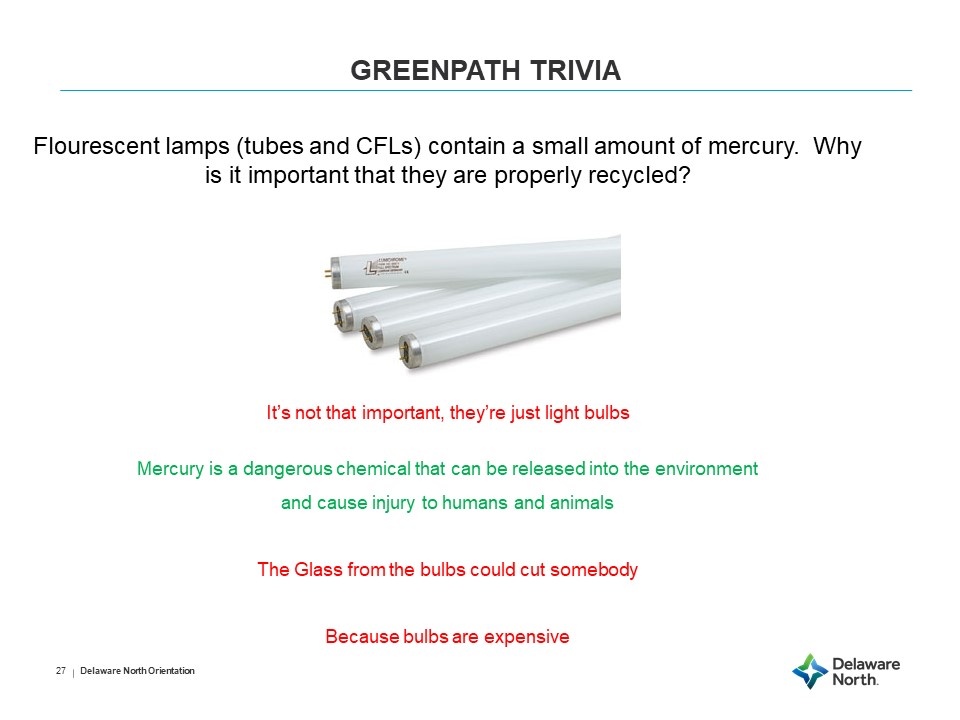 GREENPATH TRIVIA
Flourescent lamps (tubes and CFLs) contain a small amount of mercury.  Why
is it important that they are properly recycled?
It's not that important, they're just light bulbs
Mercury is a dangerous chemical that can be released into the environment
and cause injury to humans and animals
The Glass from the bulbs could cut somebody
Because bulbs are expensive
27 | Delaware North Orientation
Delaware
North.